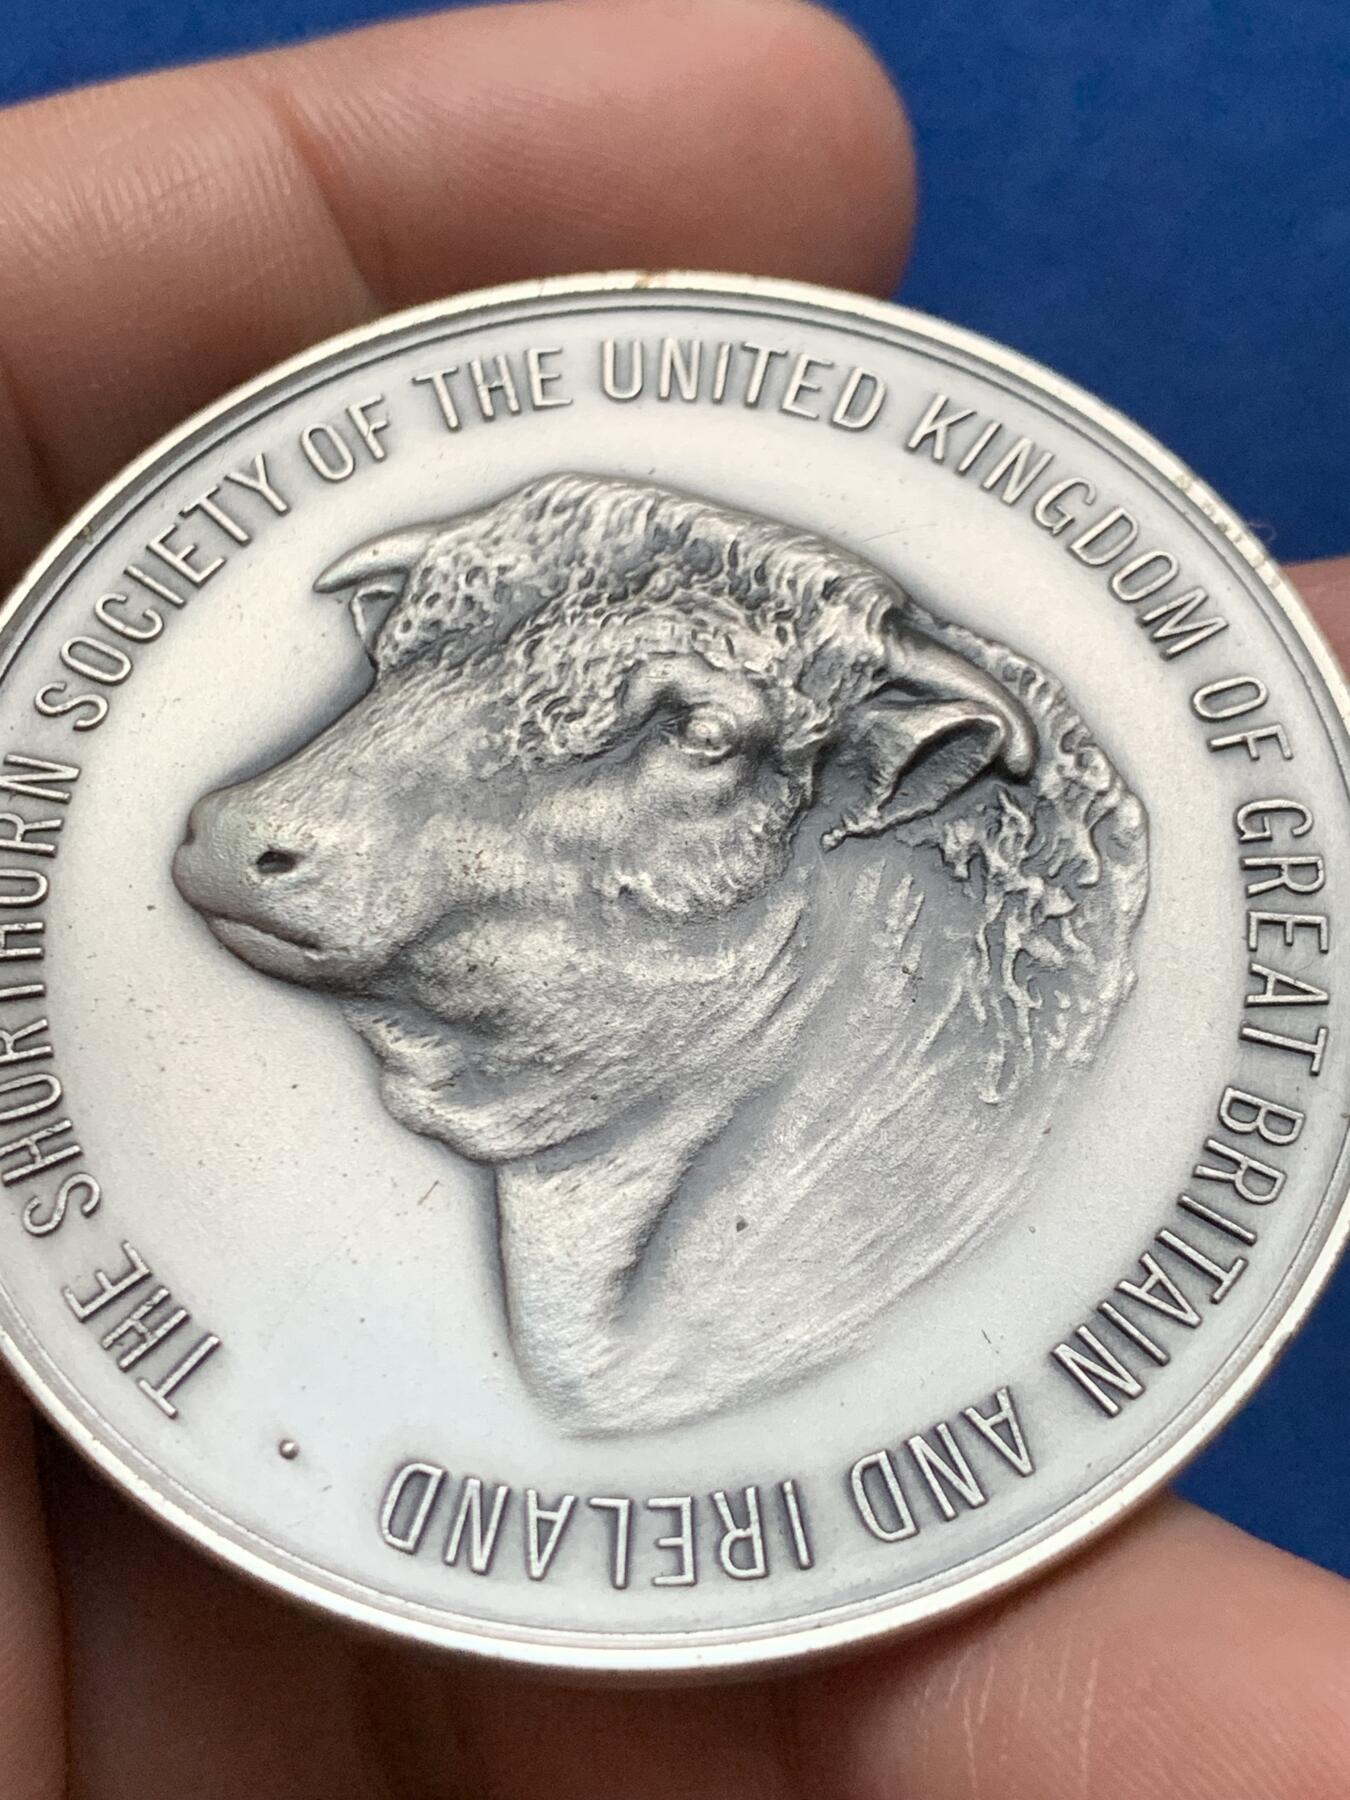 THE SHORTHORN SOCIETY OF THE UNITED KINGDOM OF GREAT BRITAIN AND IRELAND ·